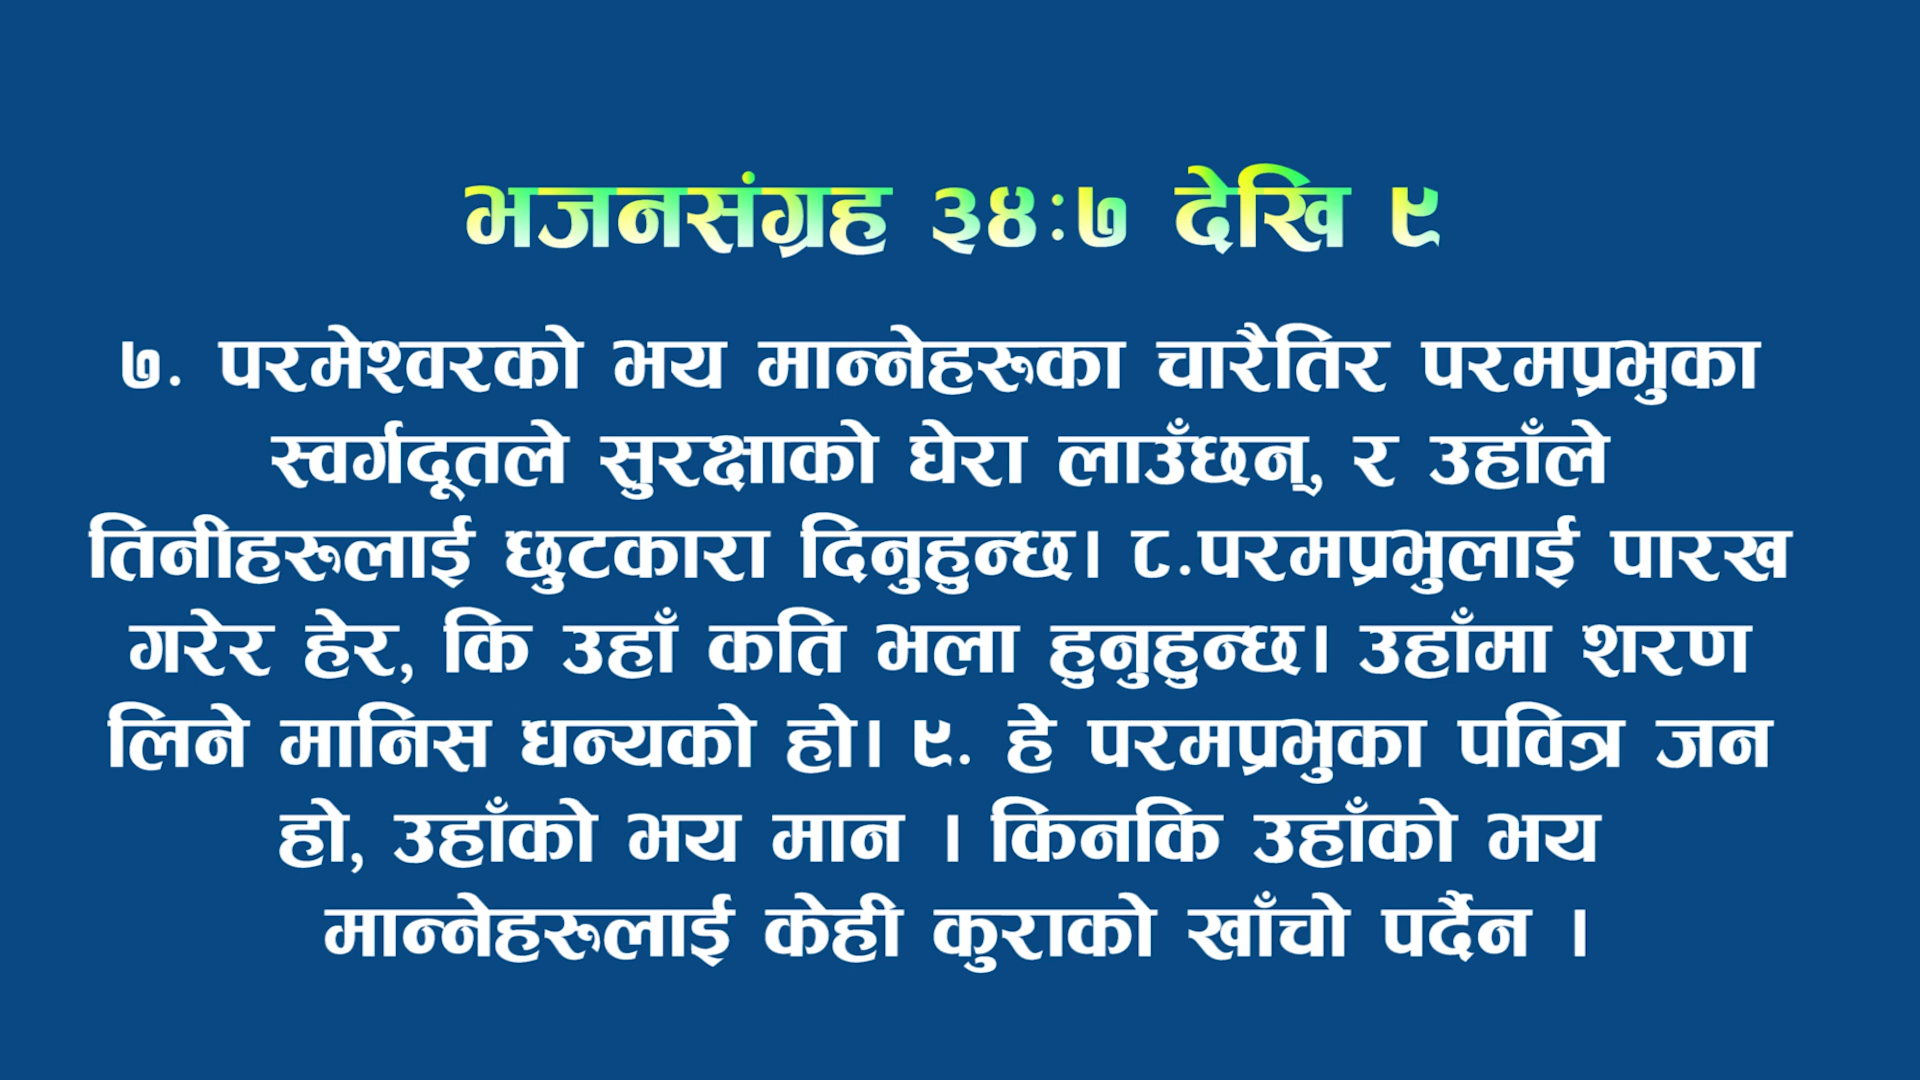 भजनसंग्रह ३४:७ देखि ९
७. परमेश्वरको भय मान्नेहरूका चारैतिर परमप्रभुका
स्वर्गदूतले सुरक्षाको घेरा लाउँछन्, र उहाँले
तिनीहरूलाई छुटकारा दिनुहुन्छ। ८.परमप्रभुलाई पारख
गरेर हेर, कि उहाँ कति भला हुनुहुन्छ। उहाँमा शरण
लिने मानिस धन्यको हो। ९. हे परमप्रभुका पवित्र जन
हो, उहाँको भय मान । किनकि उहाँको भय
मान्नेहरूलाई केही कुराको खाँचो पर्दैन ।